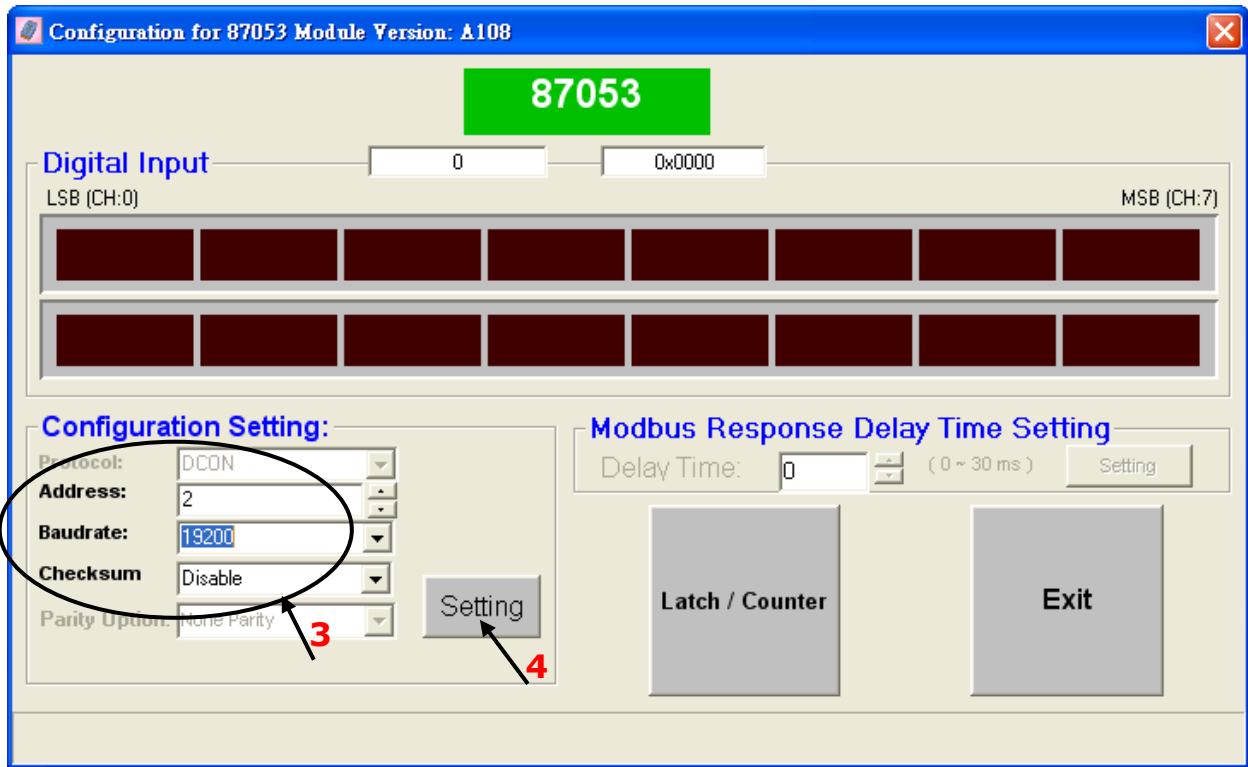 Configuration for 87053 Module Version: A108
87053
Digital Input 0 0x0000
LSB (CH:0) MSB (CH:7)
Configuration Setting:
Protocol: DCON
Address: 2
Baudrate: 19200
Checksum Disable
Parity Option: None Parity
Setting
3
4
Modbus Response Delay Time Setting
Delay Time: 0 ( 0 ~ 30 ms ) Setting
Latch / Counter
Exit